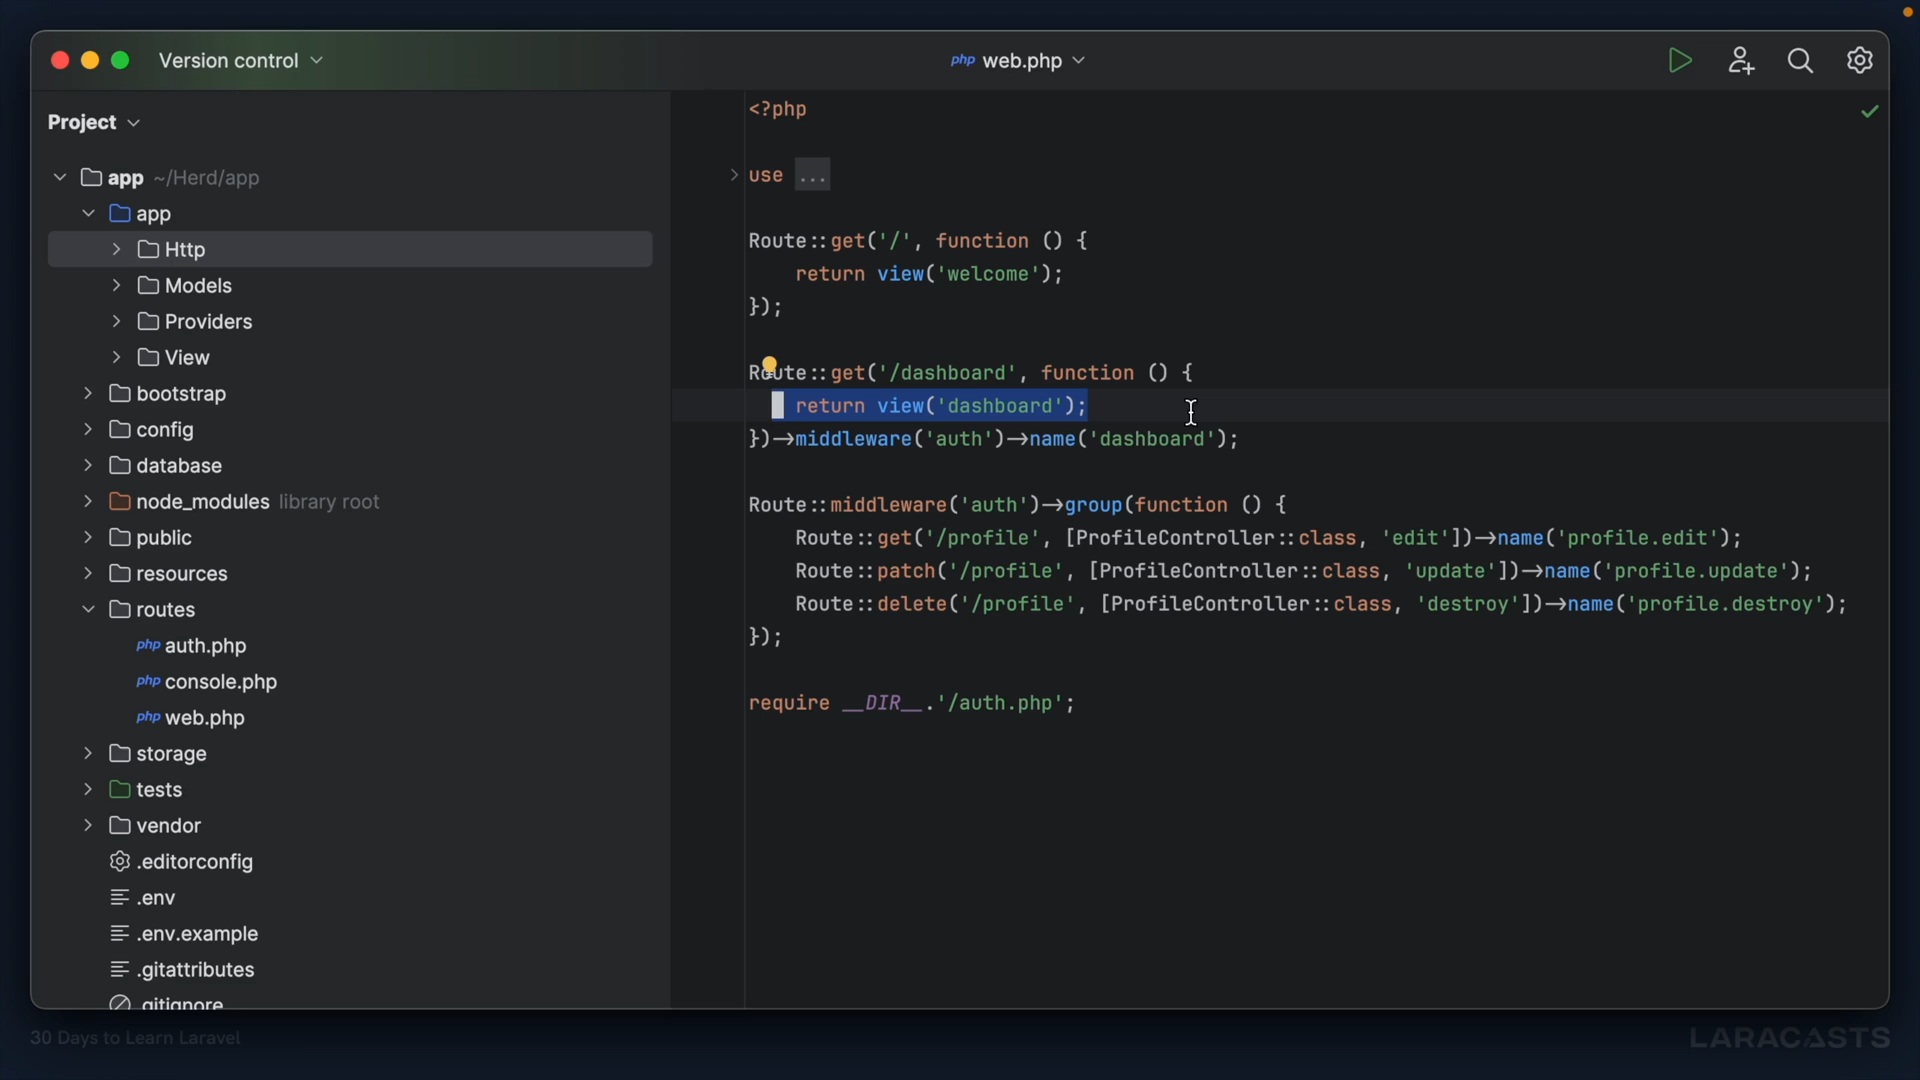 Version control
php web.php
Project
app ~/Herd/app
app
Http
Models
Providers
View
bootstrap
config
database
node_modules library root
public
resources
routes
php auth.php
php console.php
php web.php
storage
tests
vendor
.editorconfig
.env
.env.example
.gitattributes
.gitignore
<?php
use ...
Route::get('/', function () {
return view('welcome');
});
Route::get('/dashboard', function () {
return view('dashboard');
})->middleware('auth')->name('dashboard');
Route::middleware('auth')->group(function () {
Route::get('/profile', [ProfileController::class, 'edit'])->name('profile.edit');
Route::patch('/profile', [ProfileController::class, 'update'])->name('profile.update');
Route::delete('/profile', [ProfileController::class, 'destroy'])->name('profile.destroy');
});
require __DIR__.'/auth.php';
30 Days to Learn Laravel
LARACASTS